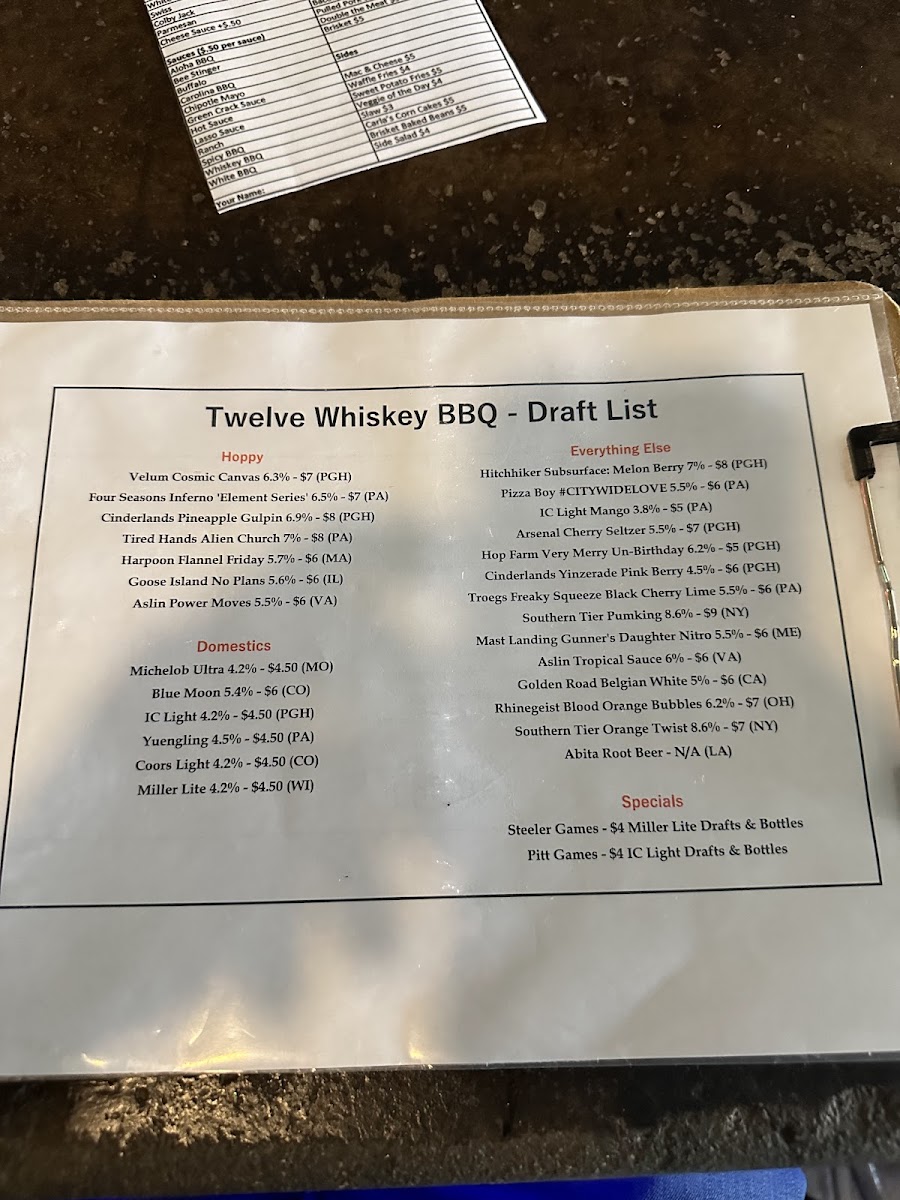 Swiss
Colby Jack
Parmesan
Cheese Sauce +$.50
Sauces ($.50 per sauce)
Aloha BBQ
Bee Stinger
Buffalo
Carolina BBQ
Chipotle Mayo
Green Crack Sauce
Hot Sauce
Lasso Sauce
Ranch
Spicy BBQ
Whiskey BBQ
White BBQ
Your Name:
Pulled
Double the Meat
Brisket $5
Sides
Mac & Cheese $5
Waffle Fries $4
Sweet Potato Fries $5
Veggie of the Day $4
Slaw $3
Carla's Corn Cakes $5
Brisket Baked Beans $5
Side Salad $4
Twelve Whiskey BBQ - Draft List
Hoppy
Velum Cosmic Canvas 6.3% - $7 (PGH)
Four Seasons Inferno 'Element Series' 6.5% - $7 (PA)
Cinderlands Pineapple Gulpin 6.9% - $8 (PGH)
Tired Hands Alien Church 7% - $8 (PA)
Harpoon Flannel Friday 5.7% - $6 (MA)
Goose Island No Plans 5.6% - $6 (IL)
Aslin Power Moves 5.5% - $6 (VA)
Domestics
Michelob Ultra 4.2% - $4.50 (MO)
Blue Moon 5.4% - $6 (CO)
IC Light 4.2% - $4.50 (PGH)
Yuengling 4.5% - $4.50 (PA)
Coors Light 4.2% - $4.50 (CO)
Miller Lite 4.2% - $4.50 (WI)
Everything Else
Hitchhiker Subsurface: Melon Berry 7% - $8 (PGH)
Pizza Boy #CITYWIDELOVE 5.5% - $6 (PA)
IC Light Mango 3.8% - $5 (PA)
Arsenal Cherry Seltzer 5.5% - $7 (PGH)
Hop Farm Very Merry Un-Birthday 6.2% - $5 (PGH)
Cinderlands Yinzerade Pink Berry 4.5% - $6 (PGH)
Troegs Freaky Squeeze Black Cherry Lime 5.5% - $6 (PA)
Southern Tier Pumking 8.6% - $9 (NY)
Mast Landing Gunner's Daughter Nitro 5.5% - $6 (ME)
Aslin Tropical Sauce 6% - $6 (VA)
Golden Road Belgian White 5% - $6 (CA)
Rhinegeist Blood Orange Bubbles 6.2% - $7 (OH)
Southern Tier Orange Twist 8.6% - $7 (NY)
Abita Root Beer - N/A (LA)
Specials
Steeler Games - $4 Miller Lite Drafts & Bottles
Pitt Games - $4 IC Light Drafts & Bottles